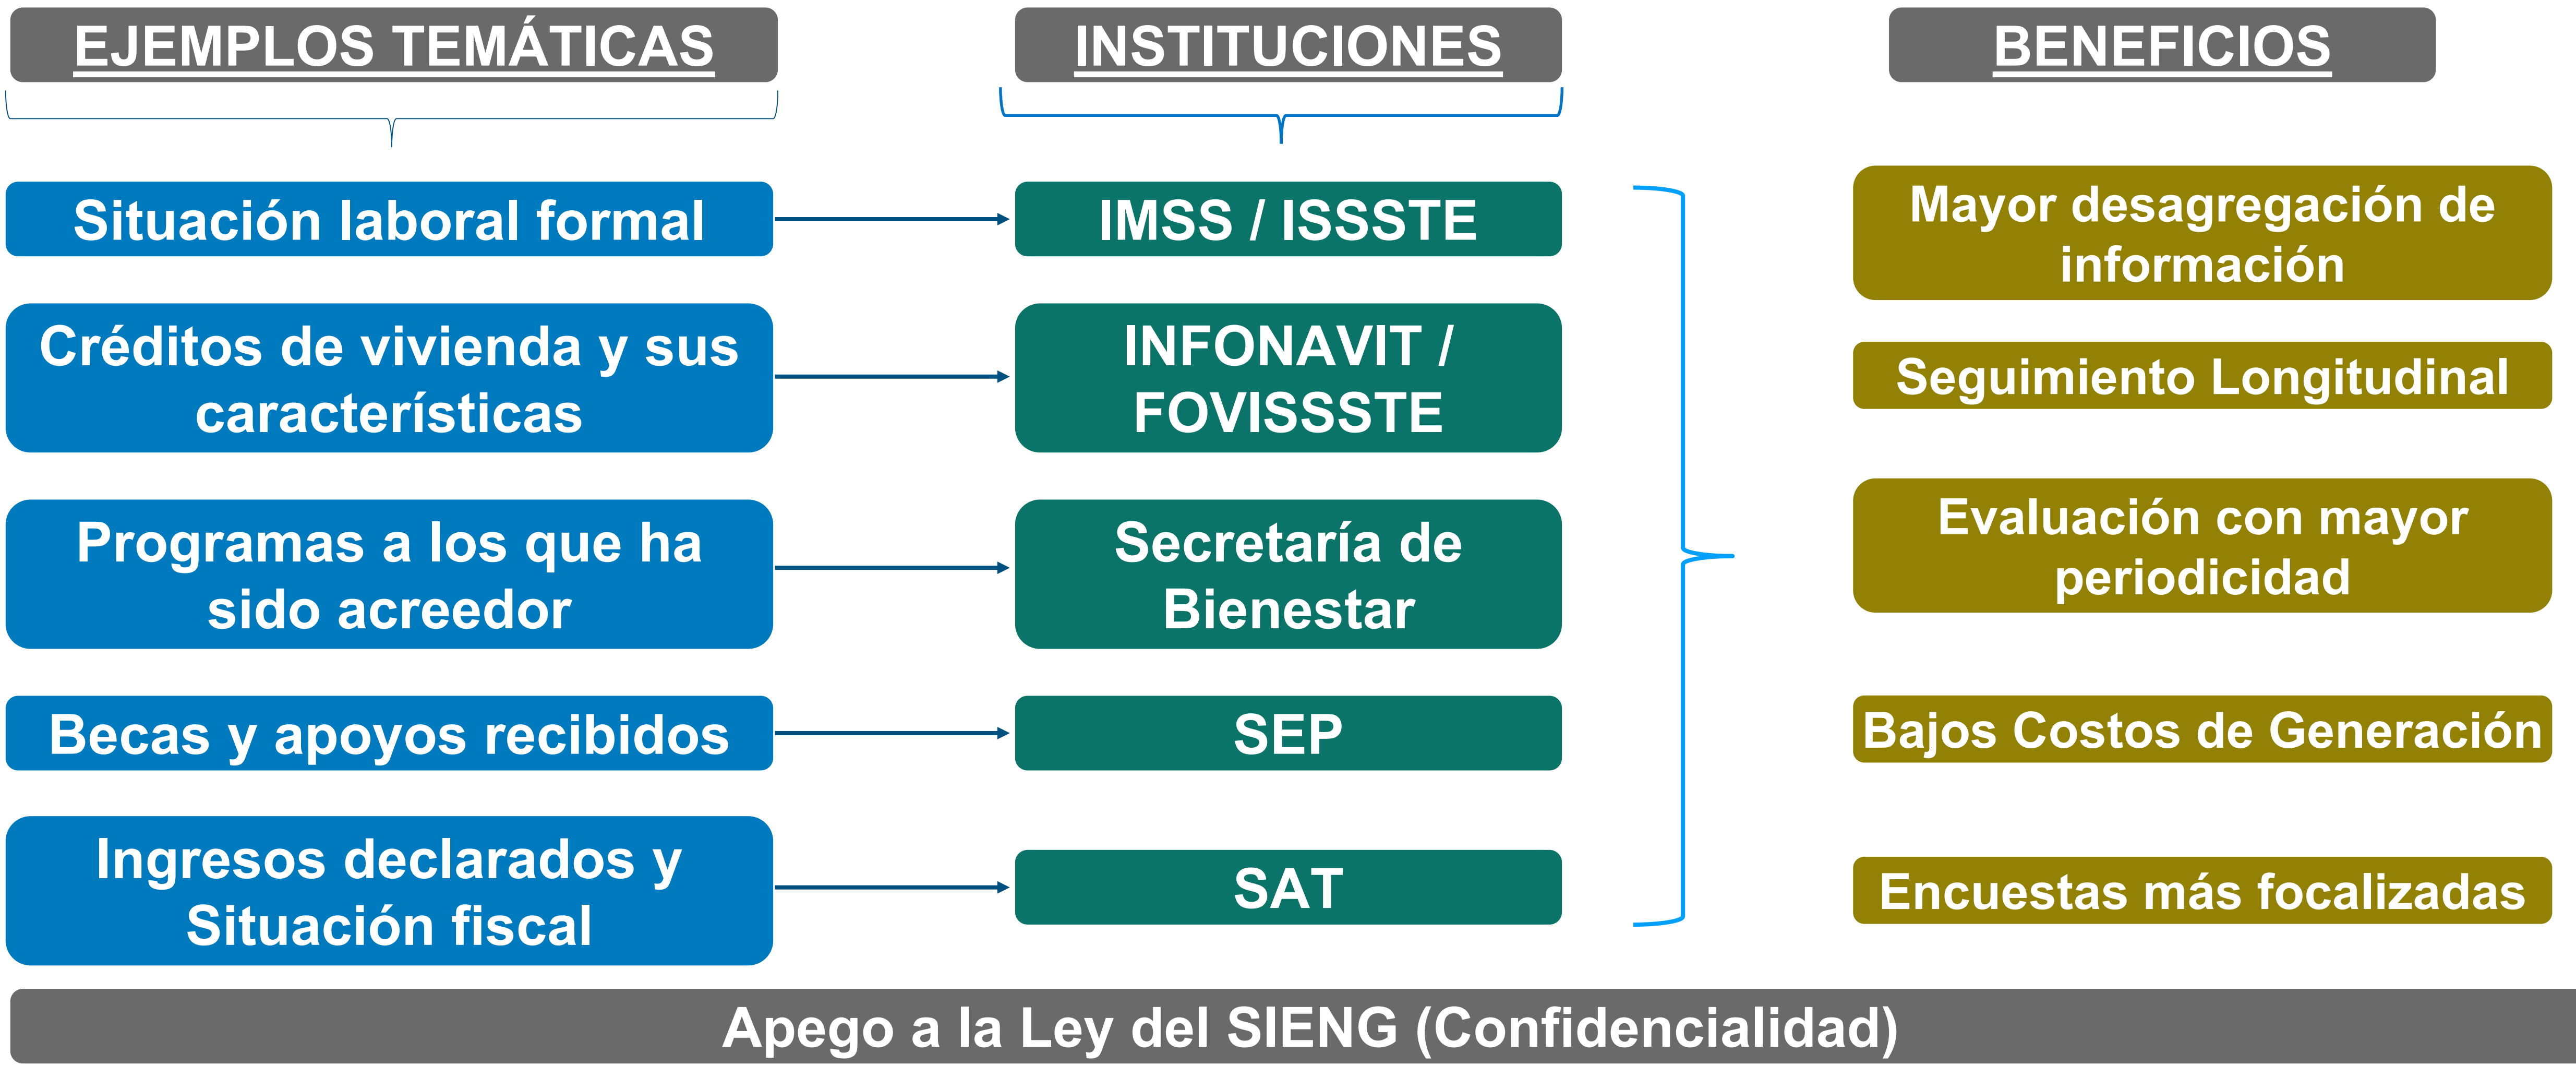 EJEMPLOS TEMÁTICAS
INSTITUCIONES
BENEFICIOS
Situación laboral formal
IMSS / ISSSTE
Mayor desagregación de
información
Créditos de vivienda y sus
características
INFONAVIT /
FOVISSSTE
Seguimiento Longitudinal
Programas a los que ha
sido acreedor
Secretaría de
Bienestar
Evaluación con mayor
periodicidad
Becas y apoyos recibidos
SEP
Bajos Costos de Generación
Ingresos declarados y
Situación fiscal
SAT
Encuestas más focalizadas
Apego a la Ley del SIENG (Confidencialidad)